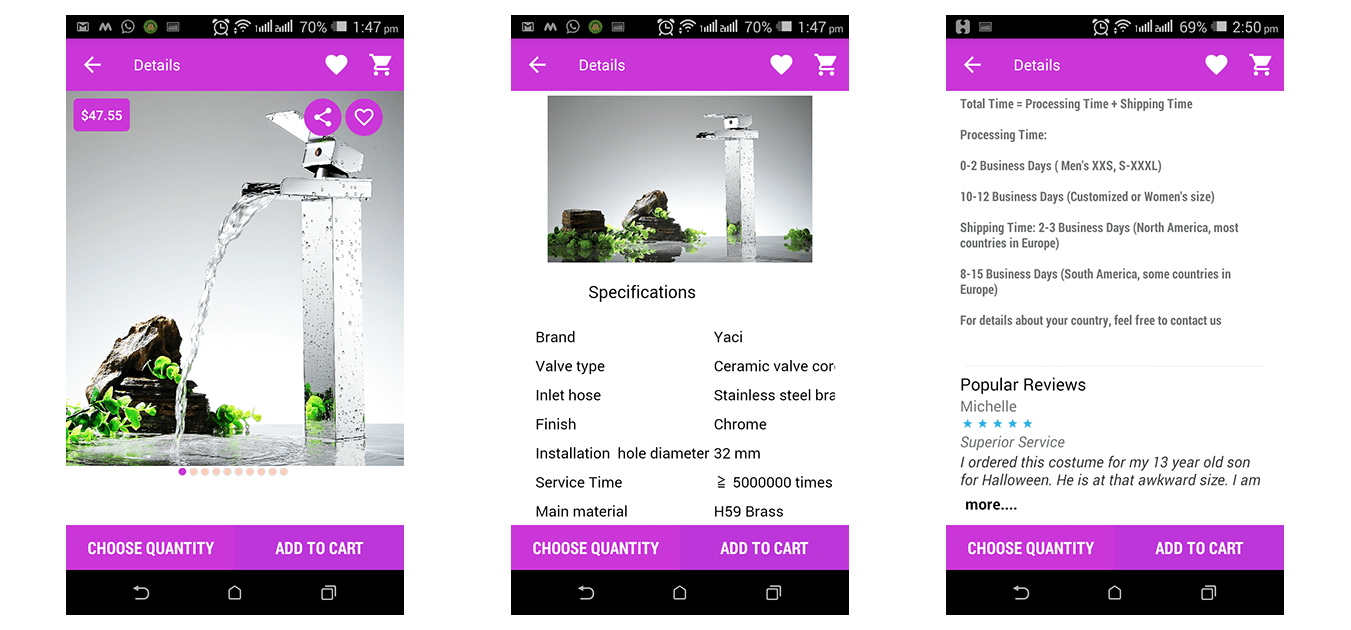 70% 1:47 pm
Details
$47.55
CHOOSE QUANTITY ADD TO CART
70% 1:47 pm
Details
Specifications
Brand Yaci
Valve type Ceramic valve cor
Inlet hose Stainless steel bra
Finish Chrome
Installation hole diameter 32 mm
Service Time ≧ 5000000 times
Main material H59 Brass
CHOOSE QUANTITY ADD TO CART
69% 2:50 pm
Details
Total Time = Processing Time + Shipping Time
Processing Time:
0-2 Business Days ( Men's XXS, S-XXXL)
10-12 Business Days (Customized or Women's size)
Shipping Time: 2-3 Business Days (North America, most
countries in Europe)
8-15 Business Days (South America, some countries in
Europe)
For details about your country, feel free to contact us
Popular Reviews
Michelle
Superior Service
I ordered this costume for my 13 year old son
for Halloween. He is at that awkward size. I am
more....
CHOOSE QUANTITY ADD TO CART